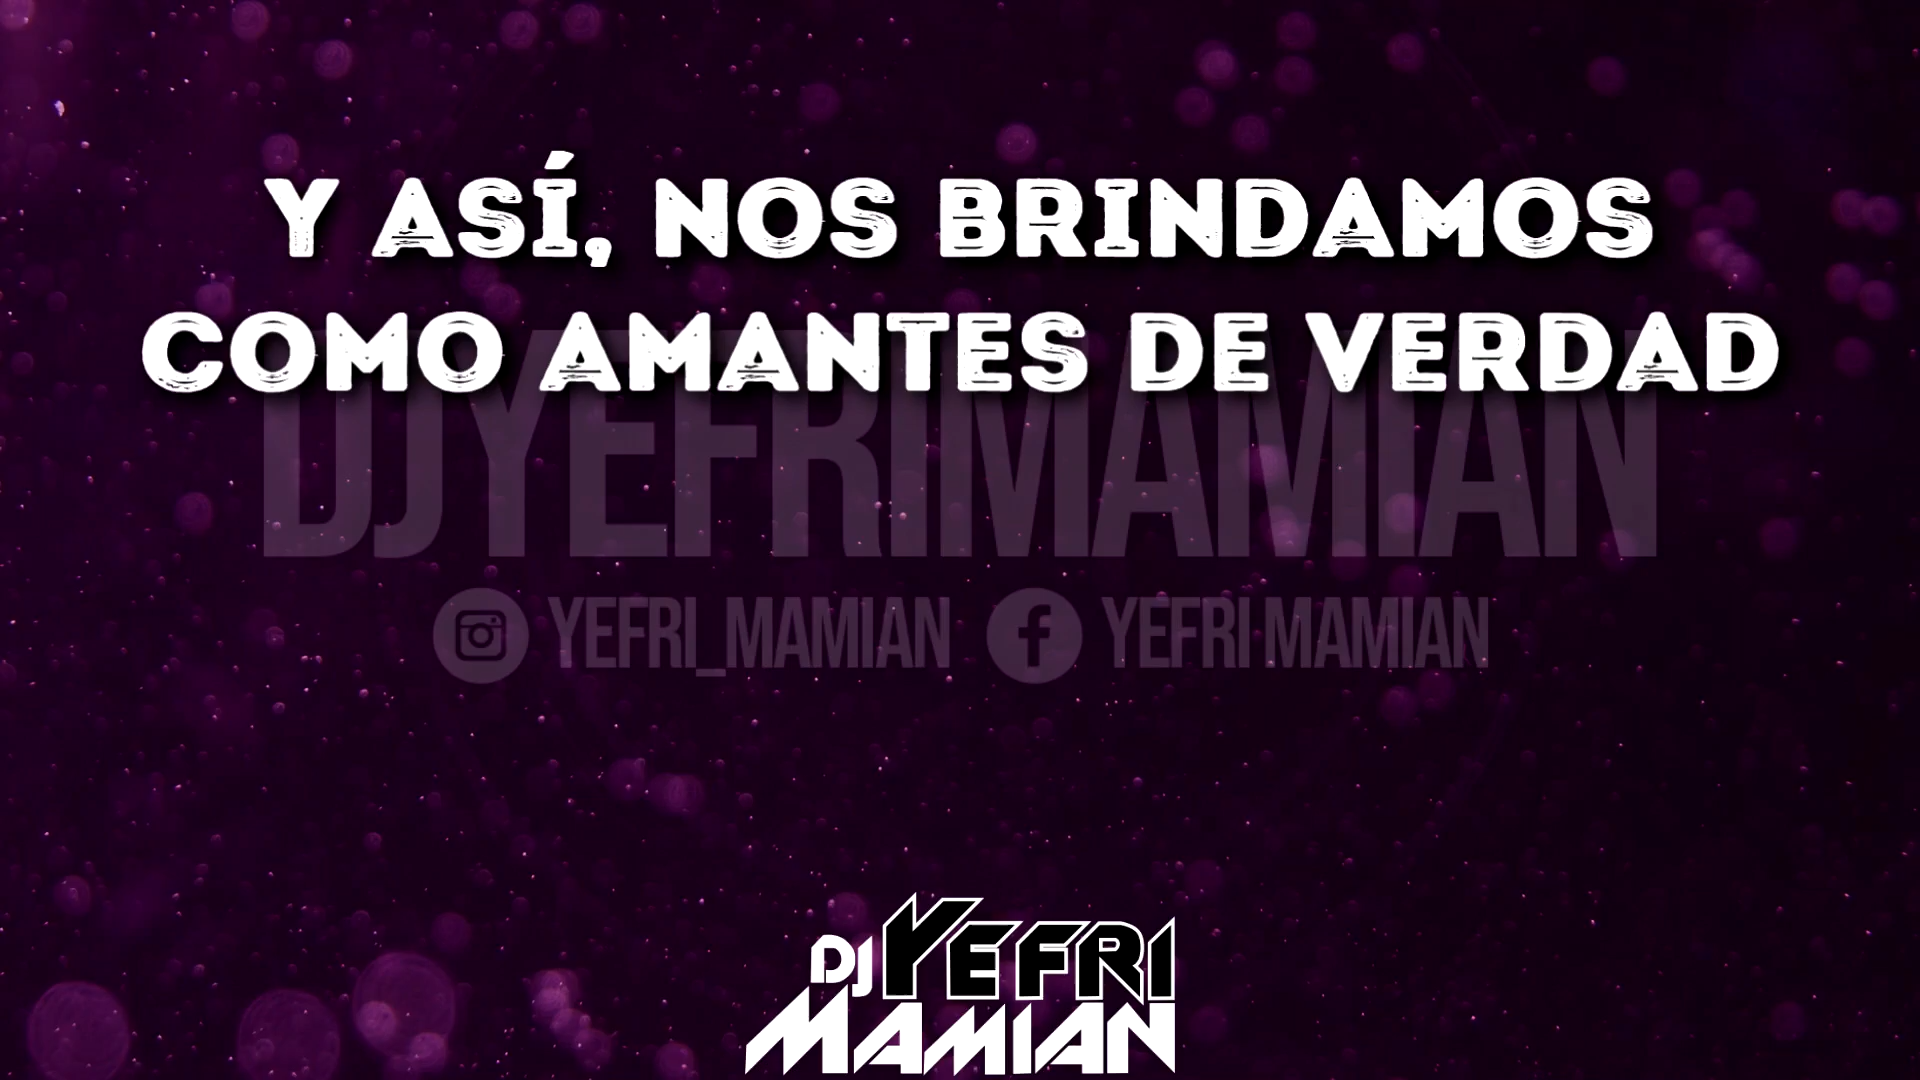 Y ASÍ, NOS BRINDAMOS
COMO AMANTES DE VERDAD
DJYEFRIMAMIAN
YEFRI_MAMIAN YEFRI MAMIAN
DJ YEFRI
MAMIAN